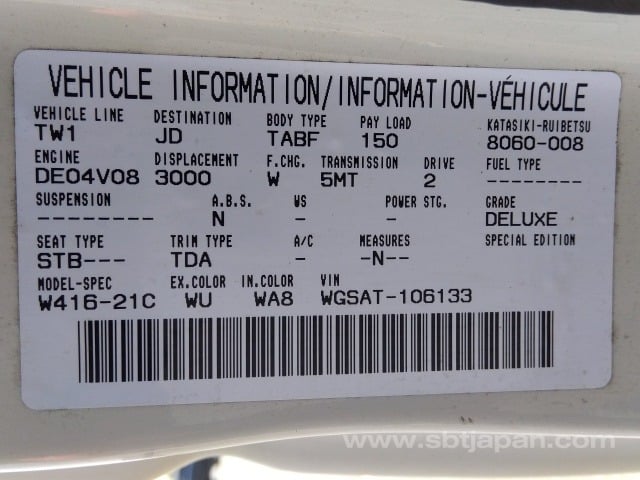 VEHICLE INFORMATION/INFORMATION-VÉHICULE
VEHICLE LINE DESTINATION BODY TYPE PAY LOAD KATASIKI-RUIBETSU
TW1 JD TABF 150 8060-008
ENGINE DISPLACEMENT F.CHG. TRANSMISSION DRIVE FUEL TYPE
DE04V08 3000 W 5MT 2 --------
SUSPENSION A.B.S. WS POWER STG. GRADE
-------- N - - DELUXE
SEAT TYPE TRIM TYPE A/C MEASURES SPECIAL EDITION
STB--- TDA - -N--
MODEL-SPEC EX.COLOR IN.COLOR VIN
W416-21C WU WA8 WGSAT-106133
www.sbtjapan.com